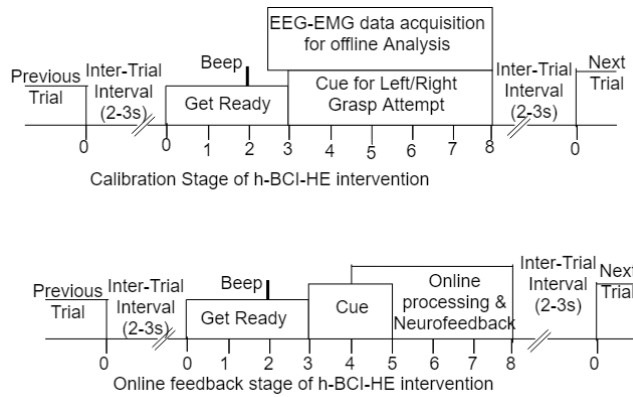 EEG-EMG data acquisition
for offline Analysis
Previous
Trial
Inter-Trial
Interval
(2-3s)
Beep
Get Ready
Cue for Left/Right
Grasp Attempt
Inter-Trial
Interval
(2-3s)
Next
Trial
0 0 1 2 3 4 5 6 7 8 0
Calibration Stage of h-BCI-HE intervention
Previous
Trial
Inter-Trial
Interval
(2-3s)
Beep
Get Ready
Cue
Online
processing &
Neurofeedback
Inter-Trial
Interval
(2-3s)
Next
Trial
0 0 1 2 3 4 5 6 7 8 0
Online feedback stage of h-BCI-HE intervention